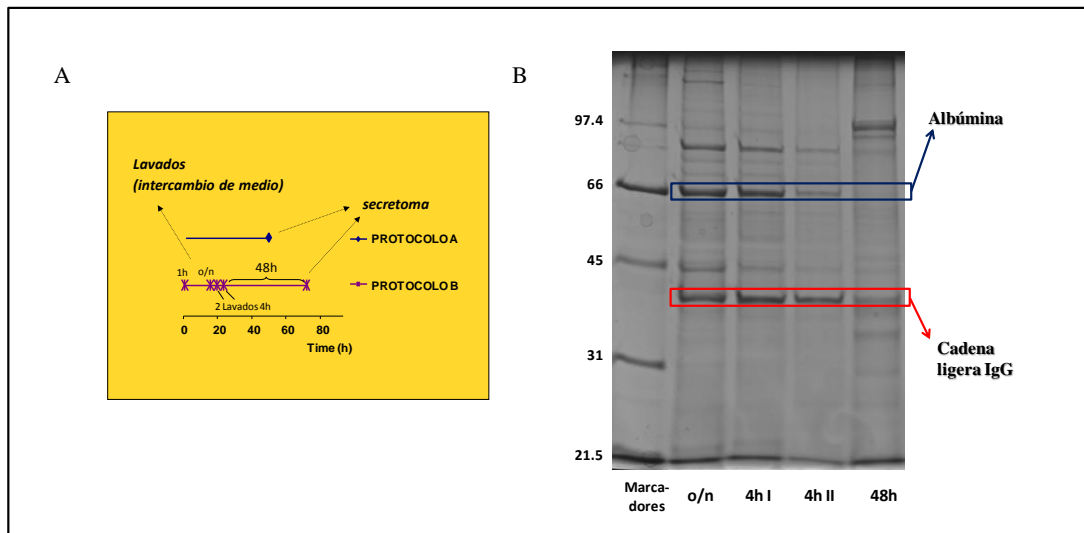 A
Lavados
(intercambio de medio)
secretoma
PROTOCOLO A
1h
o/n
48h
PROTOCOLO B
2 Lavados 4h
0
20
40
60
80
Time (h)
B
97.4
66
45
31
21.5
Albúmina
Cadena
ligera IgG
Marca-
dores
o/n
4h I
4h II
48h